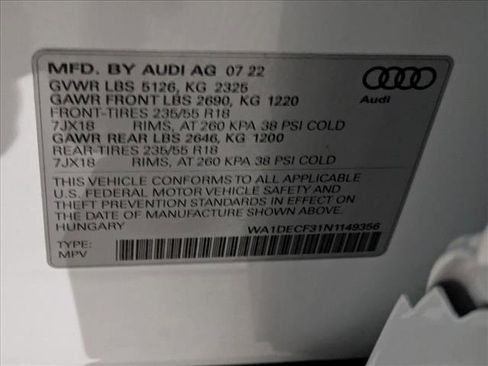 MFD. BY AUDI AG 07 22
GVWR LBS 5126, KG 2325
GAWR FRONT LBS 2690, KG 1220
FRONT-TIRES 235/55 R18
7JX18 RIMS, AT 260 KPA 38 PSI COLD
GAWR REAR LBS 2646, KG 1200
REAR-TIRES 235/55 R18
7JX18 RIMS, AT 260 KPA 38 PSI COLD
THIS VEHICLE CONFORMS TO ALL APPLICABLE
U.S. FEDERAL MOTOR VEHICLE SAFETY AND
THEFT PREVENTION STANDARDS IN EFFECT ON
THE DATE OF MANUFACTURE SHOWN ABOVE.
HUNGARY
WA1DECF31N1149356
TYPE:
MPV
Audi